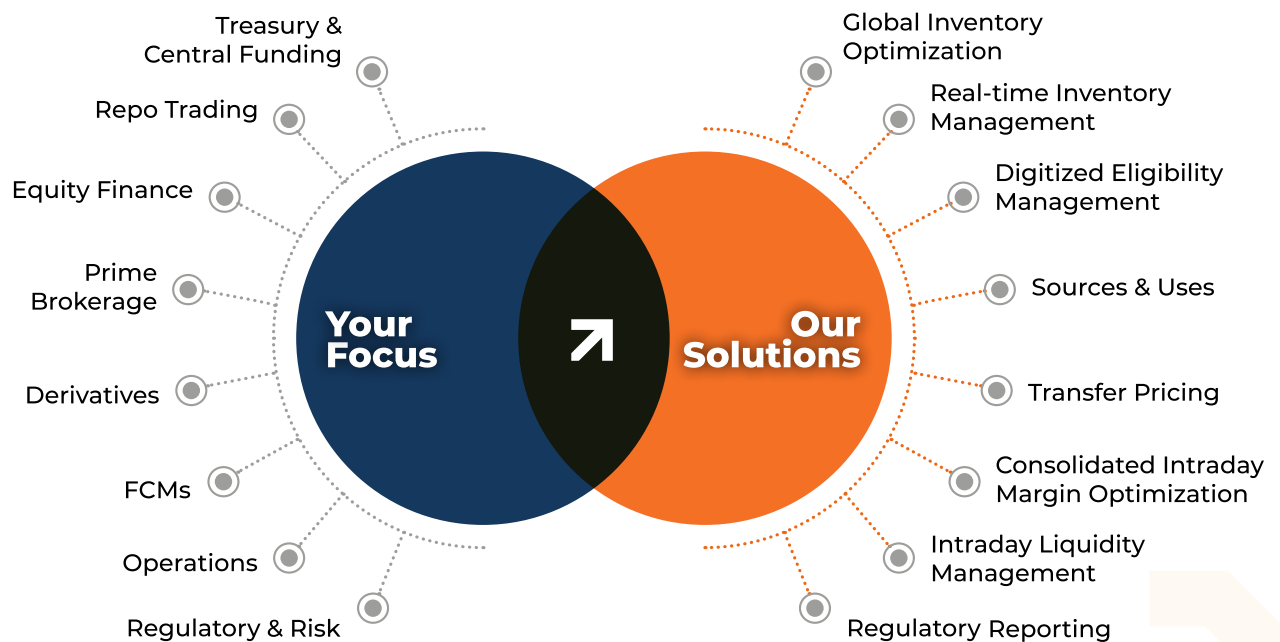 Treasury &
Central Funding
Repo Trading
Equity Finance
Prime
Brokerage
Derivatives
FCMs
Operations
Regulatory & Risk
Your
Focus
Our
Solutions
Global Inventory
Optimization
Real-time Inventory
Management
Digitized Eligibility
Management
Sources & Uses
Transfer Pricing
Consolidated Intraday
Margin Optimization
Intraday Liquidity
Management
Regulatory Reporting